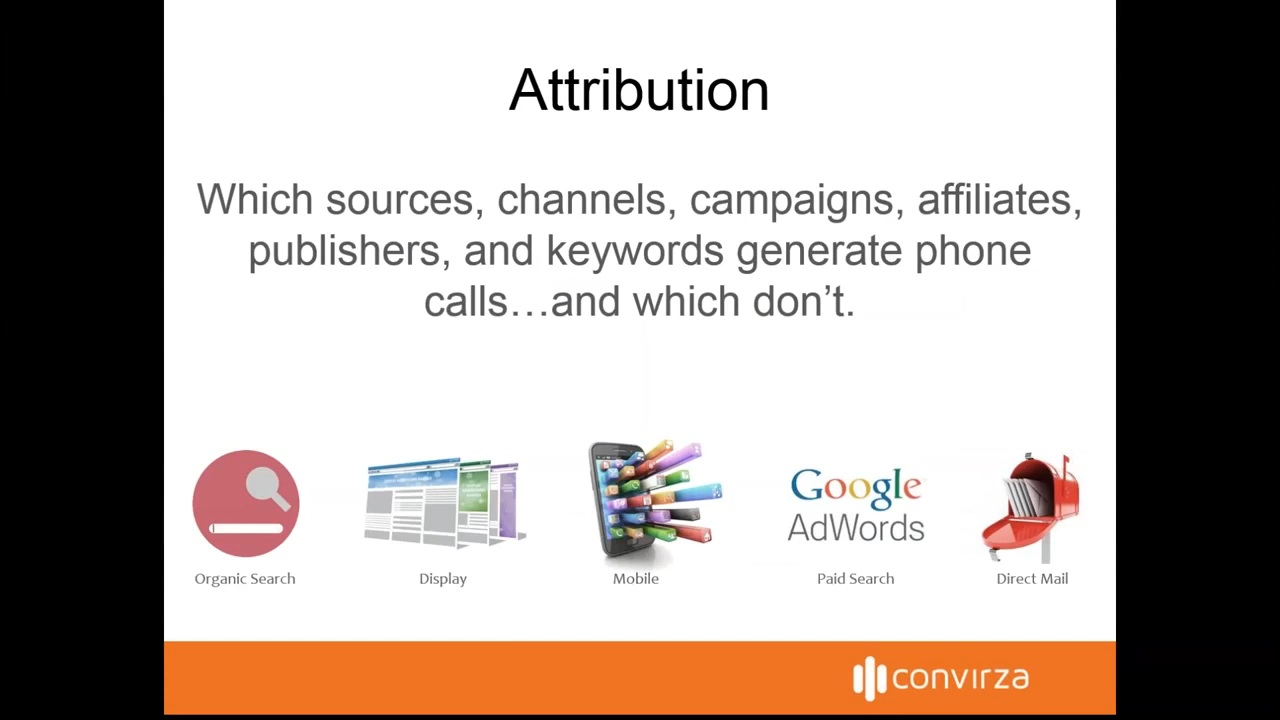 Attribution
Which sources, channels, campaigns, affiliates,
publishers, and keywords generate phone
calls…and which don’t.
Google
AdWords
Organic Search
Display
Mobile
Paid Search
Direct Mail
convırza